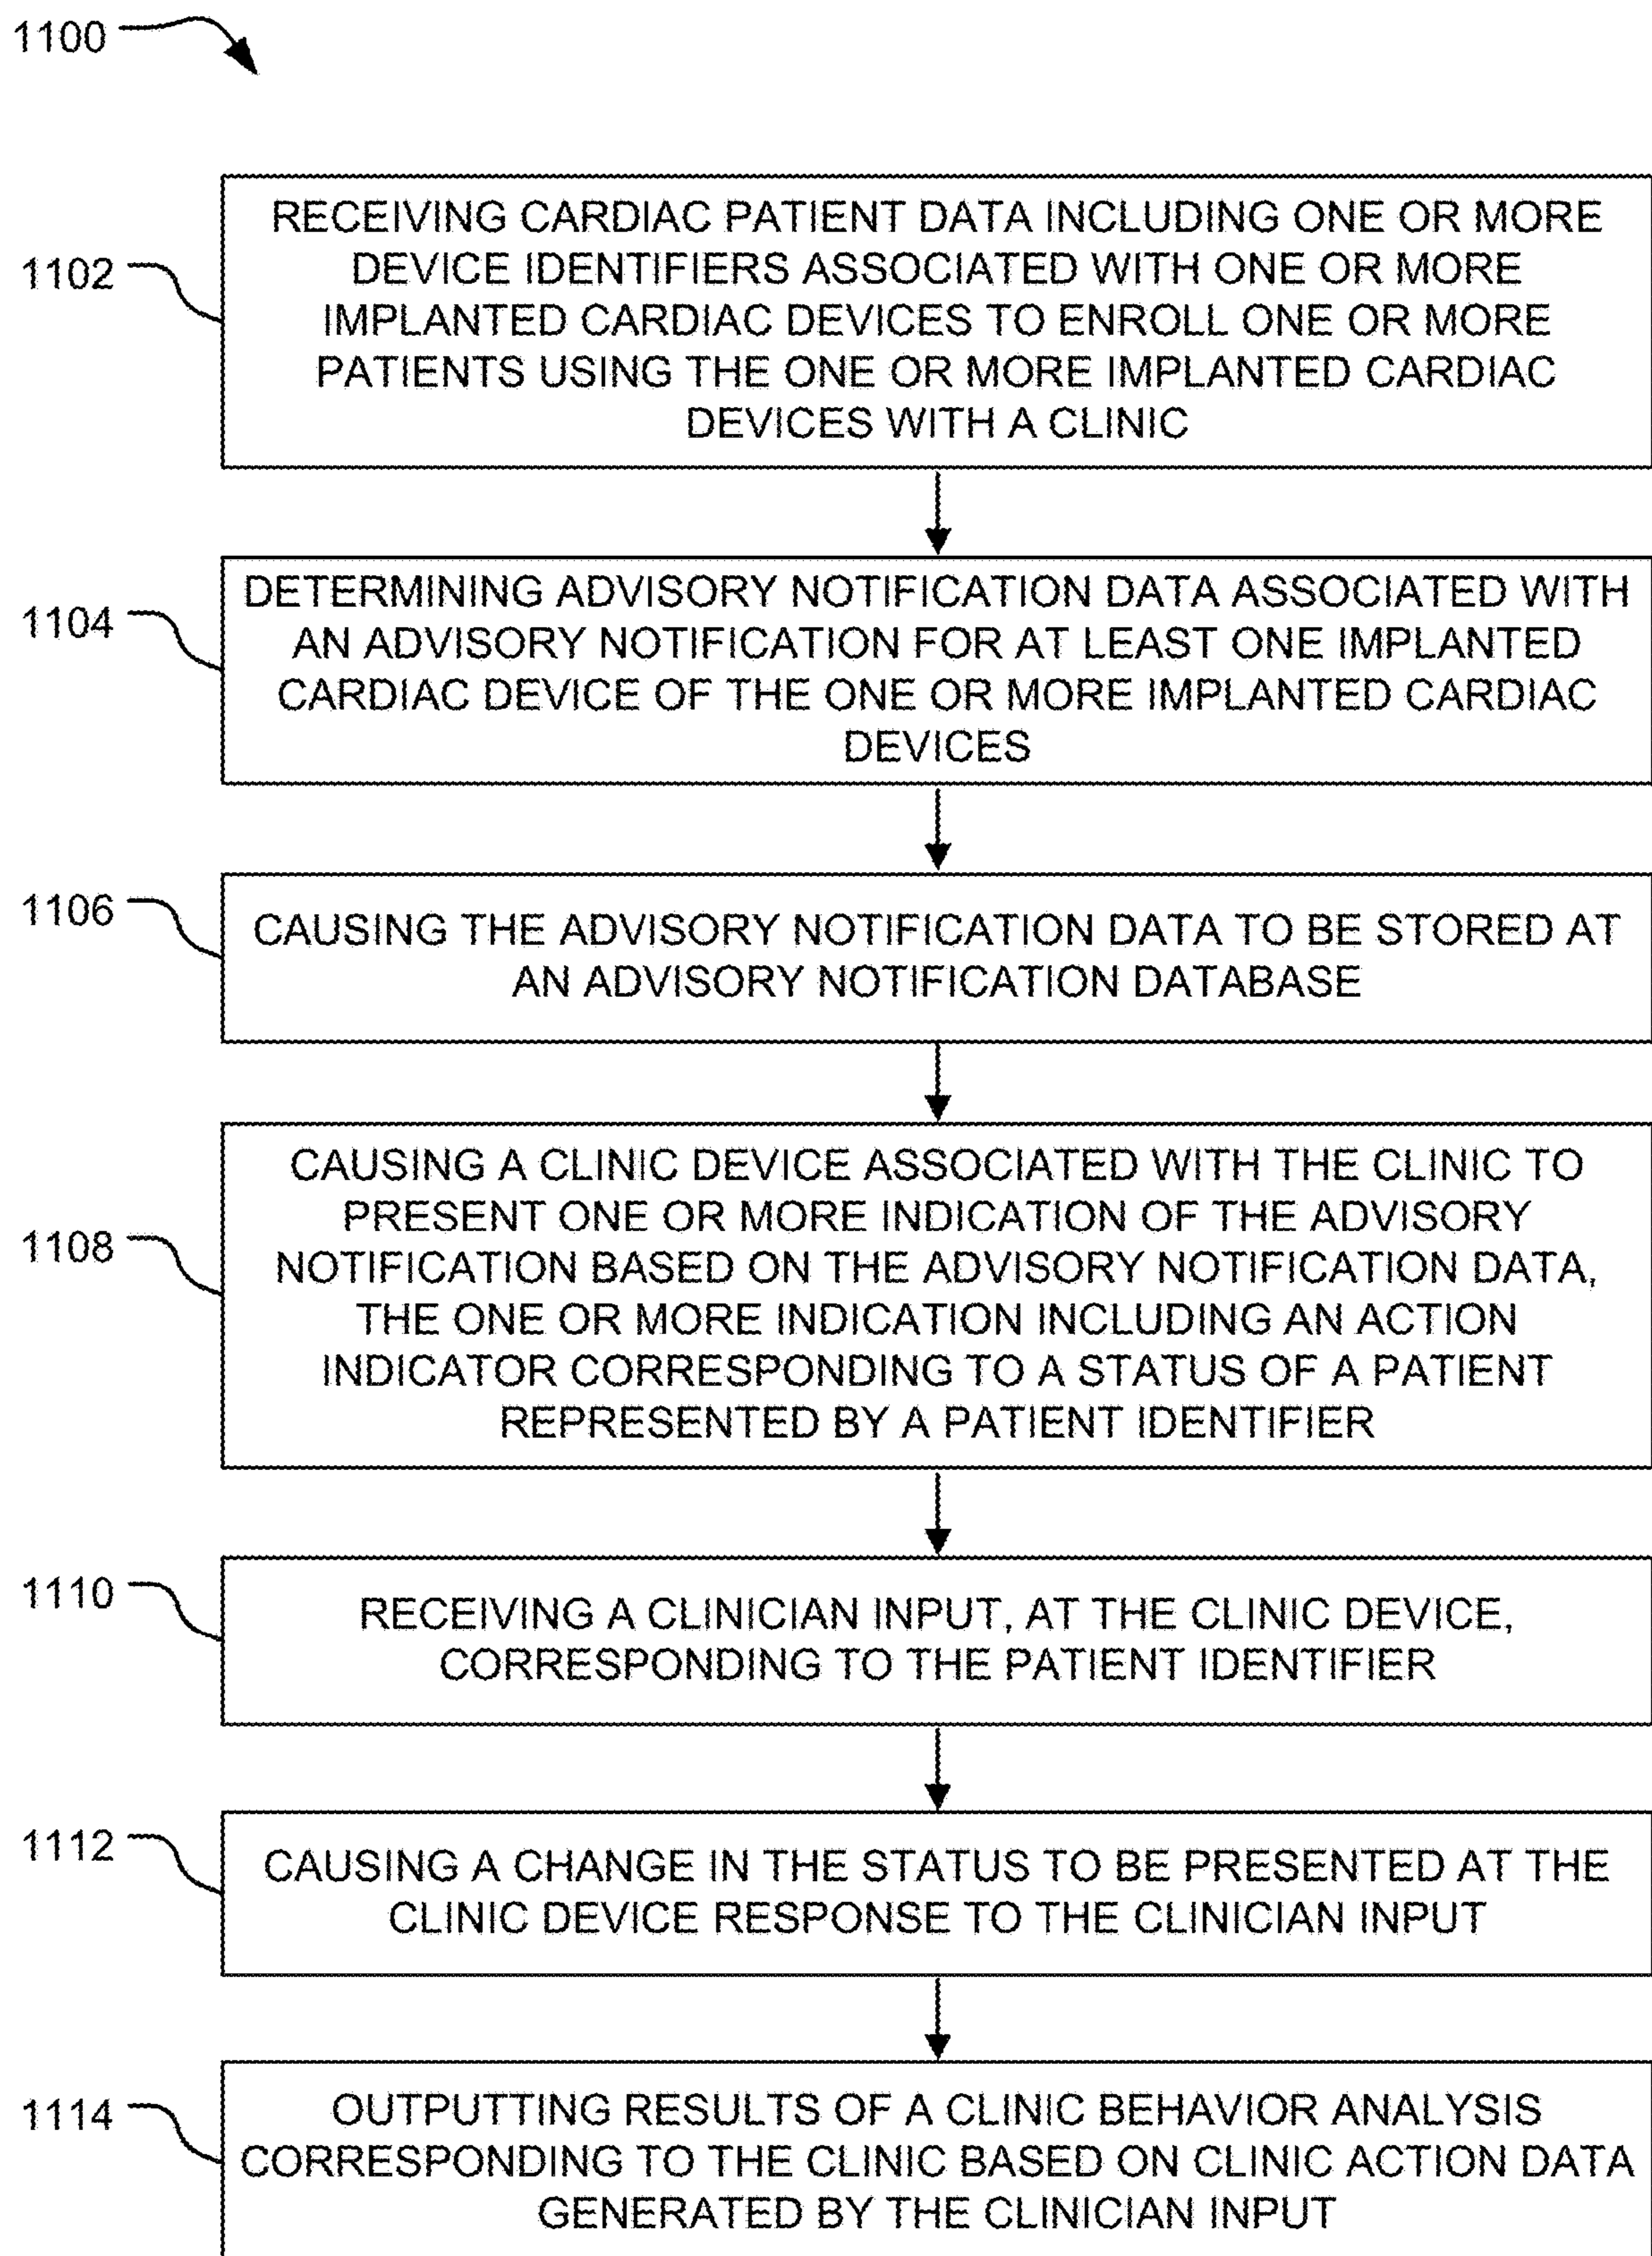 1100
1102
RECEIVING CARDIAC PATIENT DATA INCLUDING ONE OR MORE
DEVICE IDENTIFIERS ASSOCIATED WITH ONE OR MORE
IMPLANTED CARDIAC DEVICES TO ENROLL ONE OR MORE
PATIENTS USING THE ONE OR MORE IMPLANTED CARDIAC
DEVICES WITH A CLINIC
1104
DETERMINING ADVISORY NOTIFICATION DATA ASSOCIATED WITH
AN ADVISORY NOTIFICATION FOR AT LEAST ONE IMPLANTED
CARDIAC DEVICE OF THE ONE OR MORE IMPLANTED CARDIAC
DEVICES
1106
CAUSING THE ADVISORY NOTIFICATION DATA TO BE STORED AT
AN ADVISORY NOTIFICATION DATABASE
1108
CAUSING A CLINIC DEVICE ASSOCIATED WITH THE CLINIC TO
PRESENT ONE OR MORE INDICATION OF THE ADVISORY
NOTIFICATION BASED ON THE ADVISORY NOTIFICATION DATA,
THE ONE OR MORE INDICATION INCLUDING AN ACTION
INDICATOR CORRESPONDING TO A STATUS OF A PATIENT
REPRESENTED BY A PATIENT IDENTIFIER
1110
RECEIVING A CLINICIAN INPUT, AT THE CLINIC DEVICE,
CORRESPONDING TO THE PATIENT IDENTIFIER
1112
CAUSING A CHANGE IN THE STATUS TO BE PRESENTED AT THE
CLINIC DEVICE RESPONSE TO THE CLINICIAN INPUT
1114
OUTPUTTING RESULTS OF A CLINIC BEHAVIOR ANALYSIS
CORRESPONDING TO THE CLINIC BASED ON CLINIC ACTION DATA
GENERATED BY THE CLINICIAN INPUT